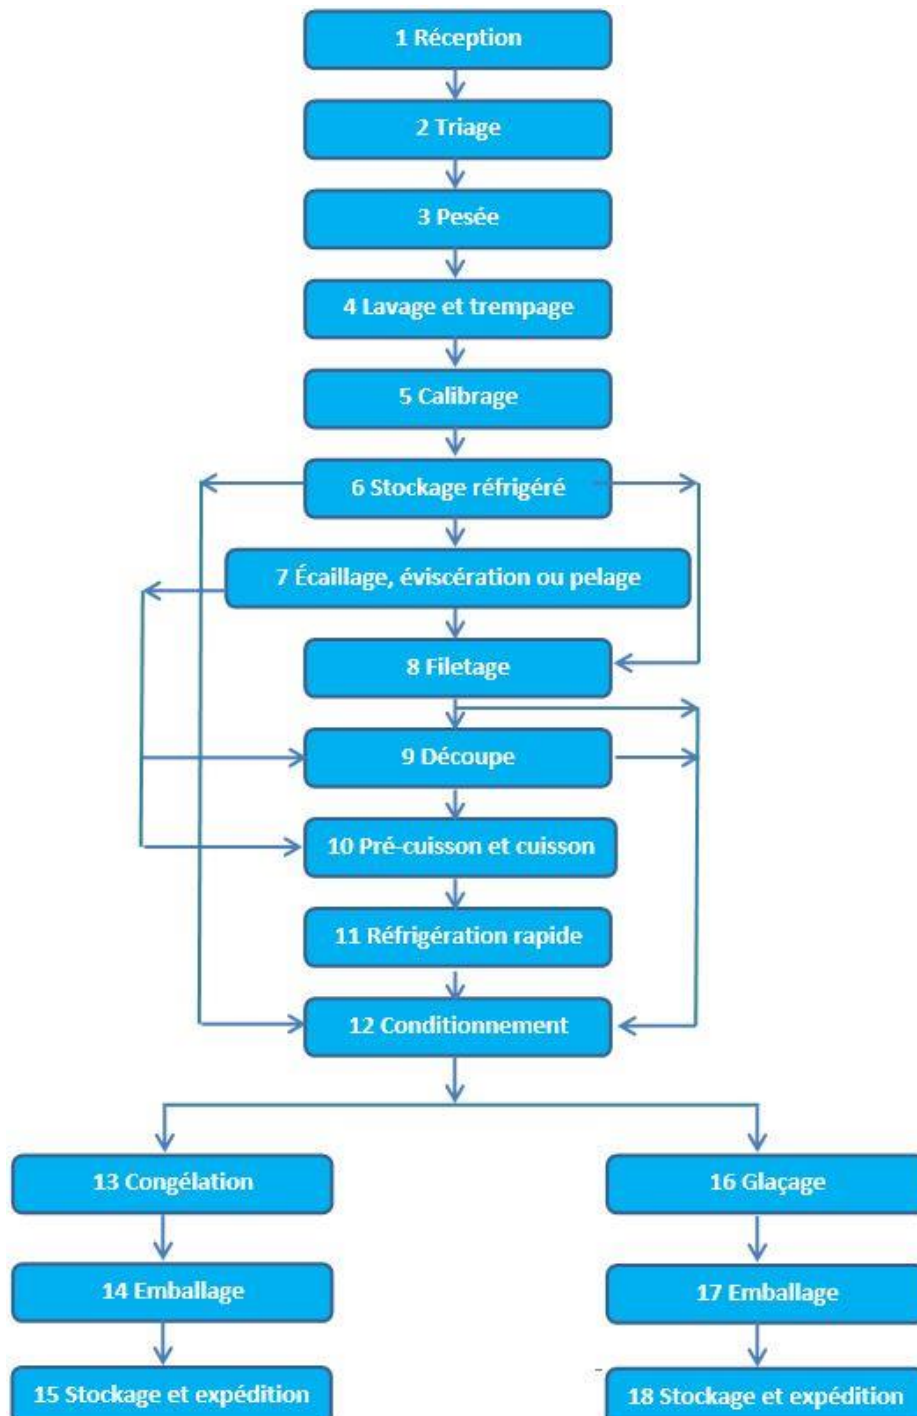 1 Réception
2 Triage
3 Pesée
4 Lavage et trempage
5 Calibrage
6 Stockage réfrigéré
7 Écaillage, éviscération ou pelage
8 Filetage
9 Découpe
10 Pré-cuisson et cuisson
11 Réfrigération rapide
12 Conditionnement
13 Congélation
16 Glaçage
14 Emballage
17 Emballage
15 Stockage et expédition
18 Stockage et expédition